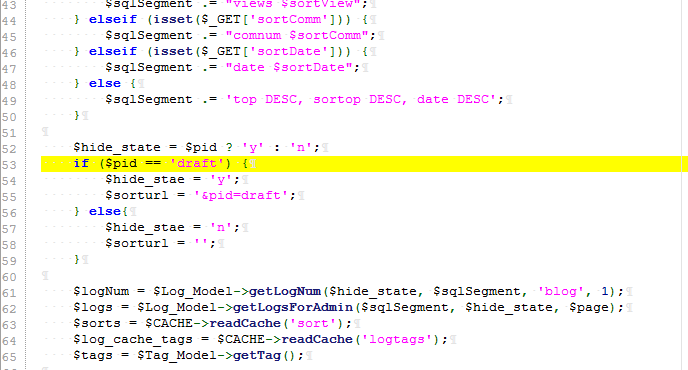 43 $sqlSegment .= "views $sortView";¶
44 } elseif (isset($_GET['sortComm'])) {¶
45 $sqlSegment .= "comnum $sortComm";¶
46 } elseif (isset($_GET['sortDate'])) {¶
47 $sqlSegment .= "date $sortDate";¶
48 } else {¶
49 $sqlSegment .= 'top DESC, sortop DESC, date DESC';¶
50 }¶
51 ¶
52 $hide_state = $pid ? 'y' : 'n';¶
53 if ($pid == 'draft') {¶
54 $hide_stae = 'y';¶
55 $sorturl = '&pid=draft';¶
56 } else{¶
57 $hide_stae = 'n';¶
58 $sorturl = '';¶
59 }¶
60 ¶
61 $logNum = $Log_Model->getLogNum($hide_state, $sqlSegment, 'blog', 1);¶
62 $logs = $Log_Model->getLogsForAdmin($sqlSegment, $hide_state, $page);¶
63 $sorts = $CACHE->readCache('sort');¶
64 $log_cache_tags = $CACHE->readCache('logtags');¶
65 $tags = $Tag_Model->getTag();¶